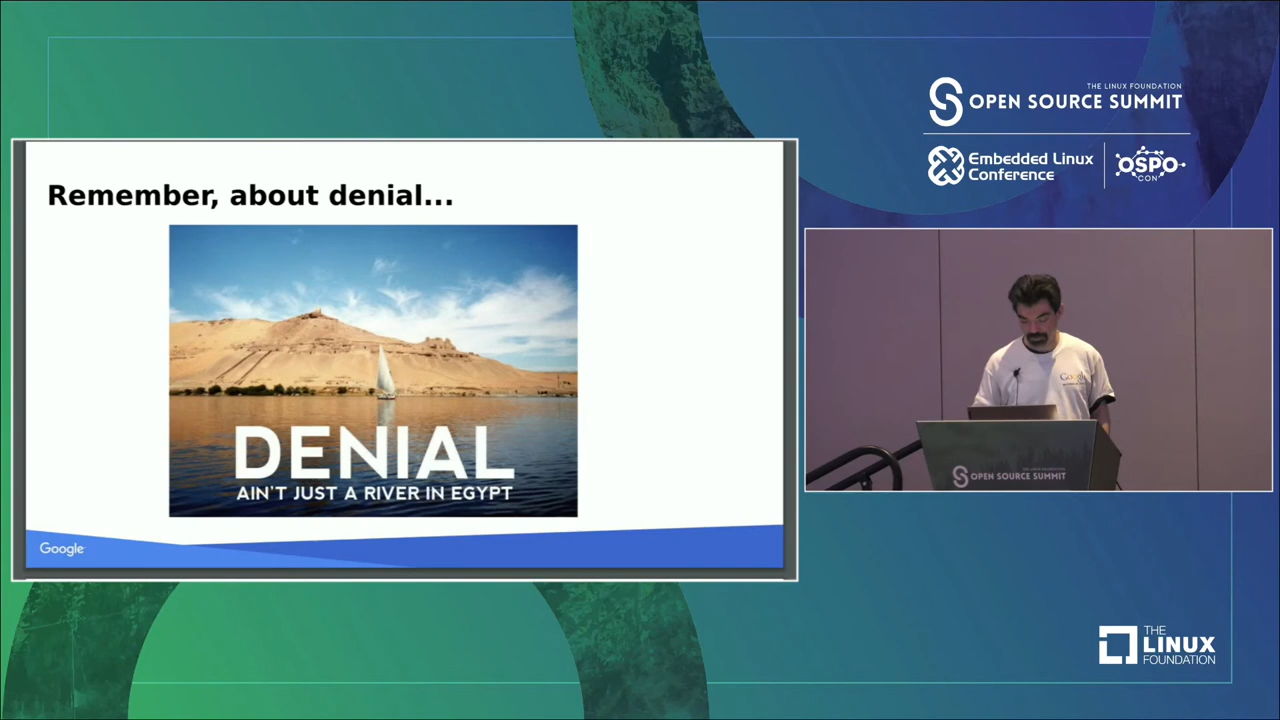 THE LINUX FOUNDATION
OPEN SOURCE SUMMIT
Embedded Linux
Conference
OSPO
CON
Remember, about denial...
DENIAL
AIN'T JUST A RIVER IN EGYPT
Google
Google
OPEN SOURCE SUMMIT
THE
LINUX
FOUNDATION